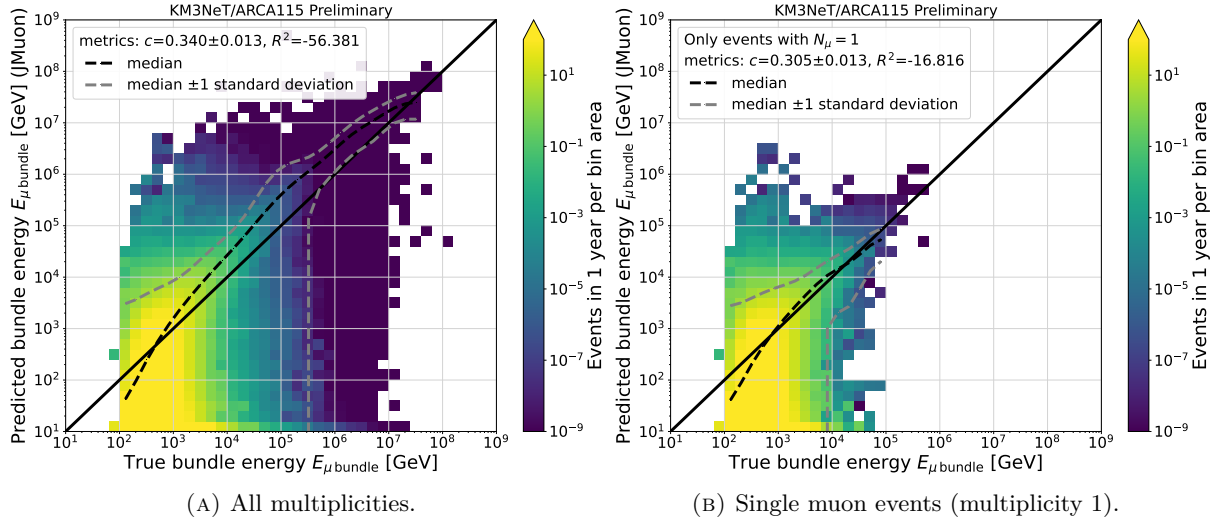 KM3NeT/ARCA115 Preliminary
metrics: c=0.340±0.013, R²=-56.381
median
median ±1 standard deviation
Predicted bundle energy E_{μ bundle} [GeV] (JMuon)
10⁹
10⁸
10⁷
10⁶
10⁵
10⁴
10³
10²
10¹
10¹ 10² 10³ 10⁴ 10⁵ 10⁶ 10⁷ 10⁸ 10⁹
True bundle energy E_{μ bundle} [GeV]
10¹
10⁻¹
10⁻³
10⁻⁵
10⁻⁷
10⁻⁹
Events in 1 year per bin area
(A) All multiplicities.
KM3NeT/ARCA115 Preliminary
Only events with N_μ = 1
metrics: c=0.305±0.013, R²=-16.816
median
median ±1 standard deviation
Predicted bundle energy E_{μ bundle} [GeV] (JMuon)
10⁹
10⁸
10⁷
10⁶
10⁵
10⁴
10³
10²
10¹
10¹ 10² 10³ 10⁴ 10⁵ 10⁶ 10⁷ 10⁸ 10⁹
True bundle energy E_{μ bundle} [GeV]
10¹
10⁻¹
10⁻³
10⁻⁵
10⁻⁷
10⁻⁹
Events in 1 year per bin area
(B) Single muon events (multiplicity 1).